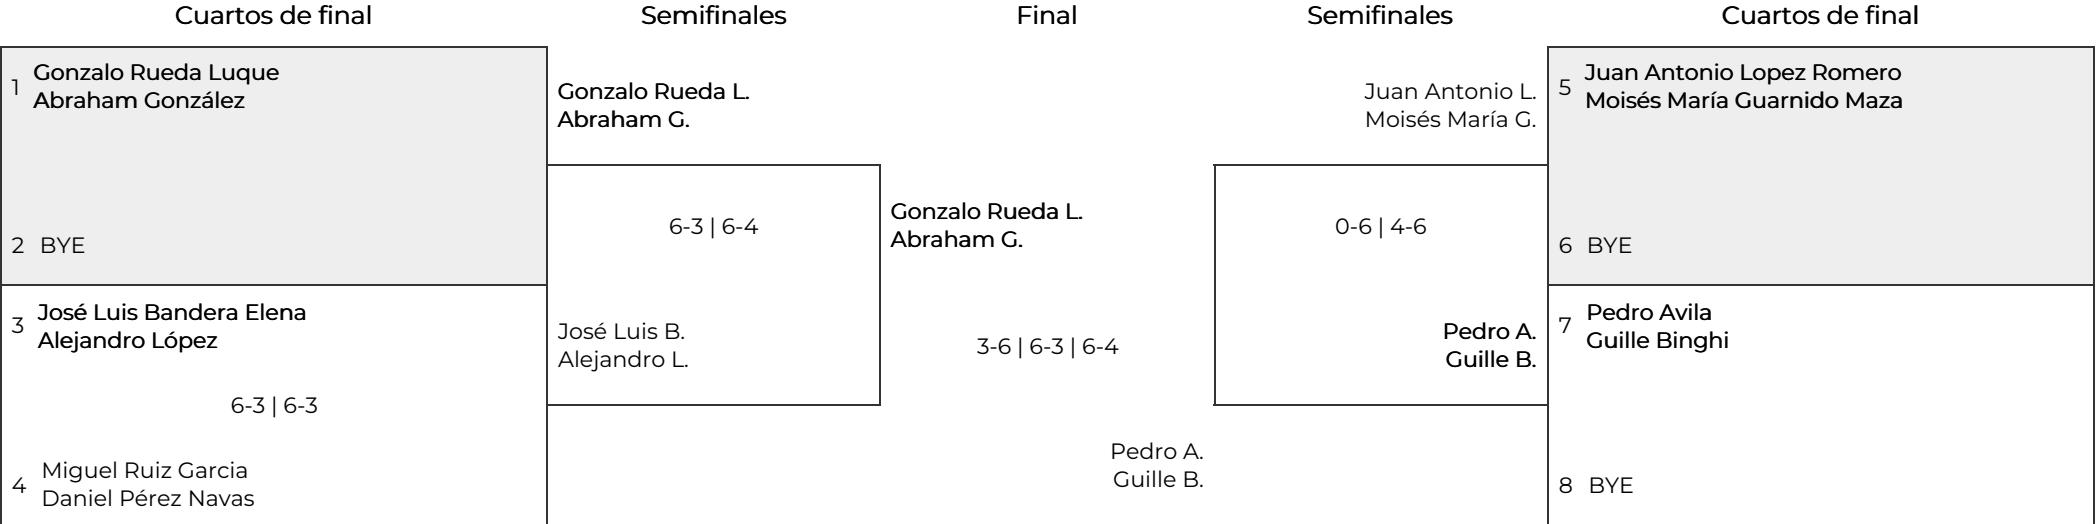 Cuartos de final
Semifinales
Final
Semifinales
Cuartos de final
1
Gonzalo Rueda Luque
Abraham González
2 BYE
3
José Luis Bandera Elena
Alejandro López
6-3 | 6-3
4
Miguel Ruiz Garcia
Daniel Pérez Navas
Gonzalo Rueda L.
Abraham G.
6-3 | 6-4
José Luis B.
Alejandro L.
Gonzalo Rueda L.
Abraham G.
3-6 | 6-3 | 6-4
Pedro A.
Guille B.
Juan Antonio L.
Moisés María G.
0-6 | 4-6
Pedro A.
Guille B.
5
Juan Antonio Lopez Romero
Moisés María Guarnido Maza
6 BYE
7
Pedro Avila
Guille Binghi
8 BYE